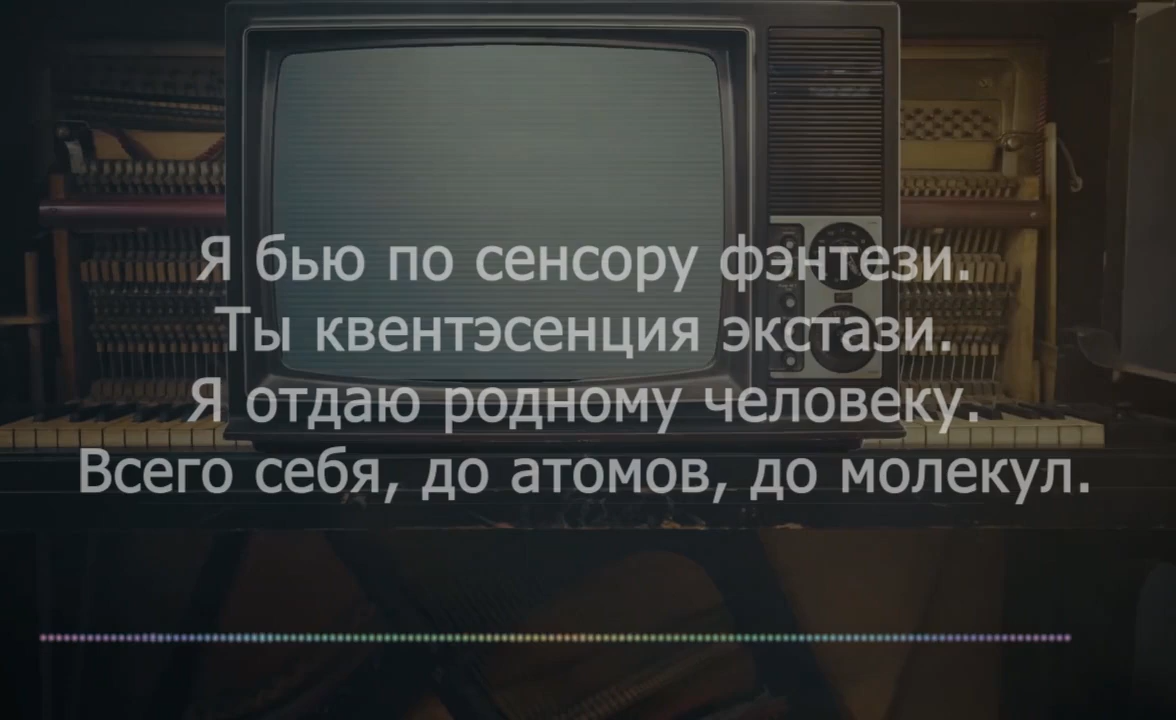 Я бью по сенсору фэнтези.
Ты квентэсенция экстази.
Я отдаю родному человеку.
Всего себя, до атомов, до молекул.